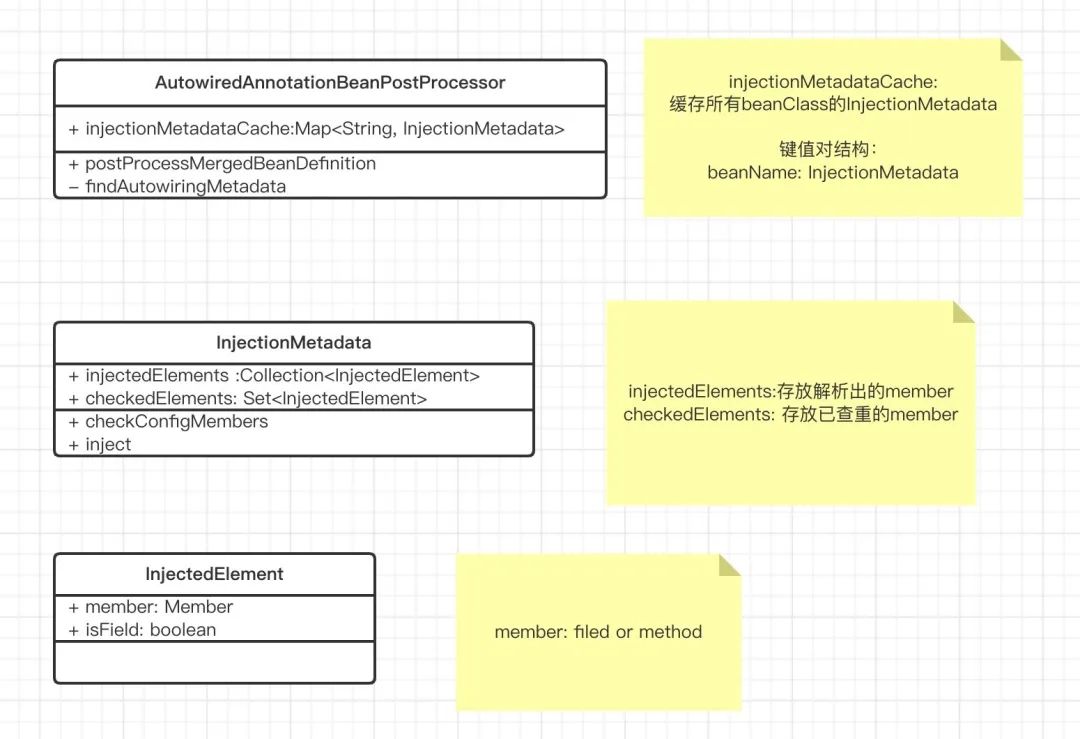 AutowiredAnnotationBeanPostProcessor
+ injectionMetadataCache:Map<String, InjectionMetadata>
+ postProcessMergedBeanDefinition
– findAutowiringMetadata
injectionMetadataCache:
缓存所有beanClass的InjectionMetadata
键值对结构：
beanName: InjectionMetadata
InjectionMetadata
+ injectedElements :Collection<InjectedElement>
+ checkedElements: Set<InjectedElement>
+ checkConfigMembers
+ inject
injectedElements:存放解析出的member
checkedElements: 存放已查重的member
InjectedElement
+ member: Member
+ isField: boolean
member: filed or method